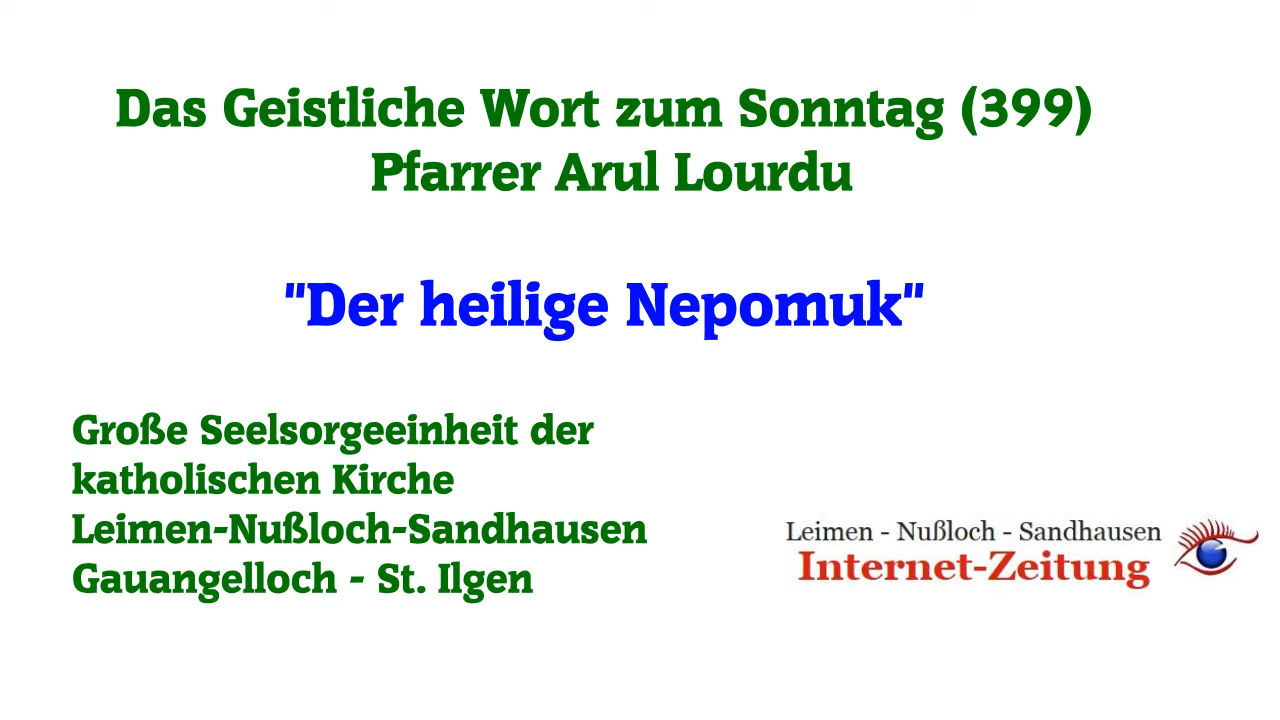 Das Geistliche Wort zum Sonntag (399)
Pfarrer Arul Lourdu
"Der heilige Nepomuk"
Große Seelsorgeeinheit der
katholischen Kirche
Leimen-Nußloch-Sandhausen
Gauangelloch - St. Ilgen
Leimen - Nußloch - Sandhausen
Internet-Zeitung